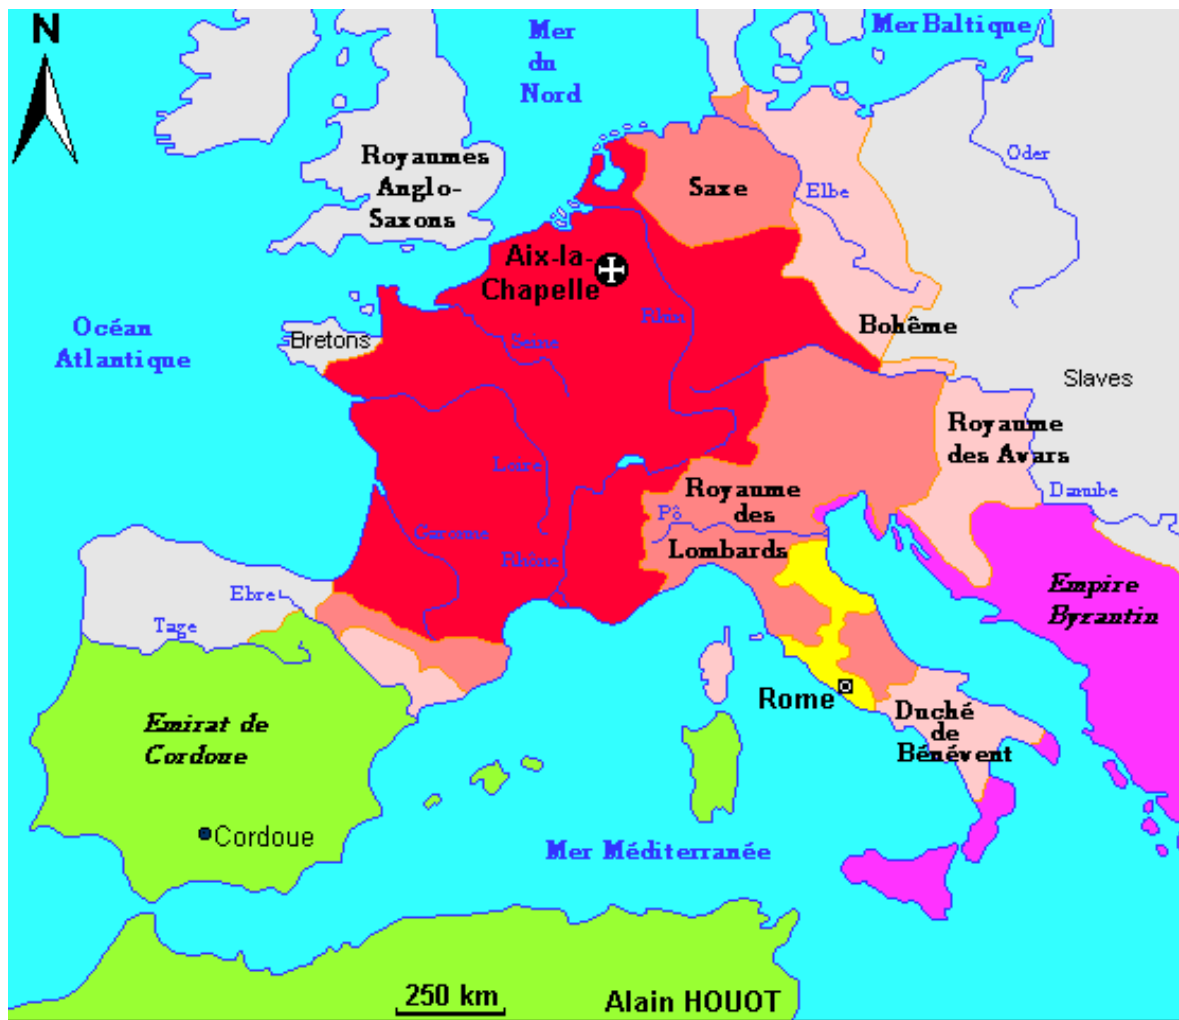 N
Mer
du
Nord
Mer Baltique
Royaumes
Anglo-
Saxons
Saxe
Elbe
Oder
Aix-la-
Chapelle
Rhin
Océan
Atlantique
Bretons
Seine
Bohême
Slaves
Royaume
des Avars
Loire
Danube
Royaume
des
Lombards
Pô
Garonne
Rhône
Ebre
Tage
Empire
Byrantin
Rome
Duché
de
Bénévent
Emirat de
Cordoue
Cordoue
Mer Méditerranée
250 km
Alain HOUOT